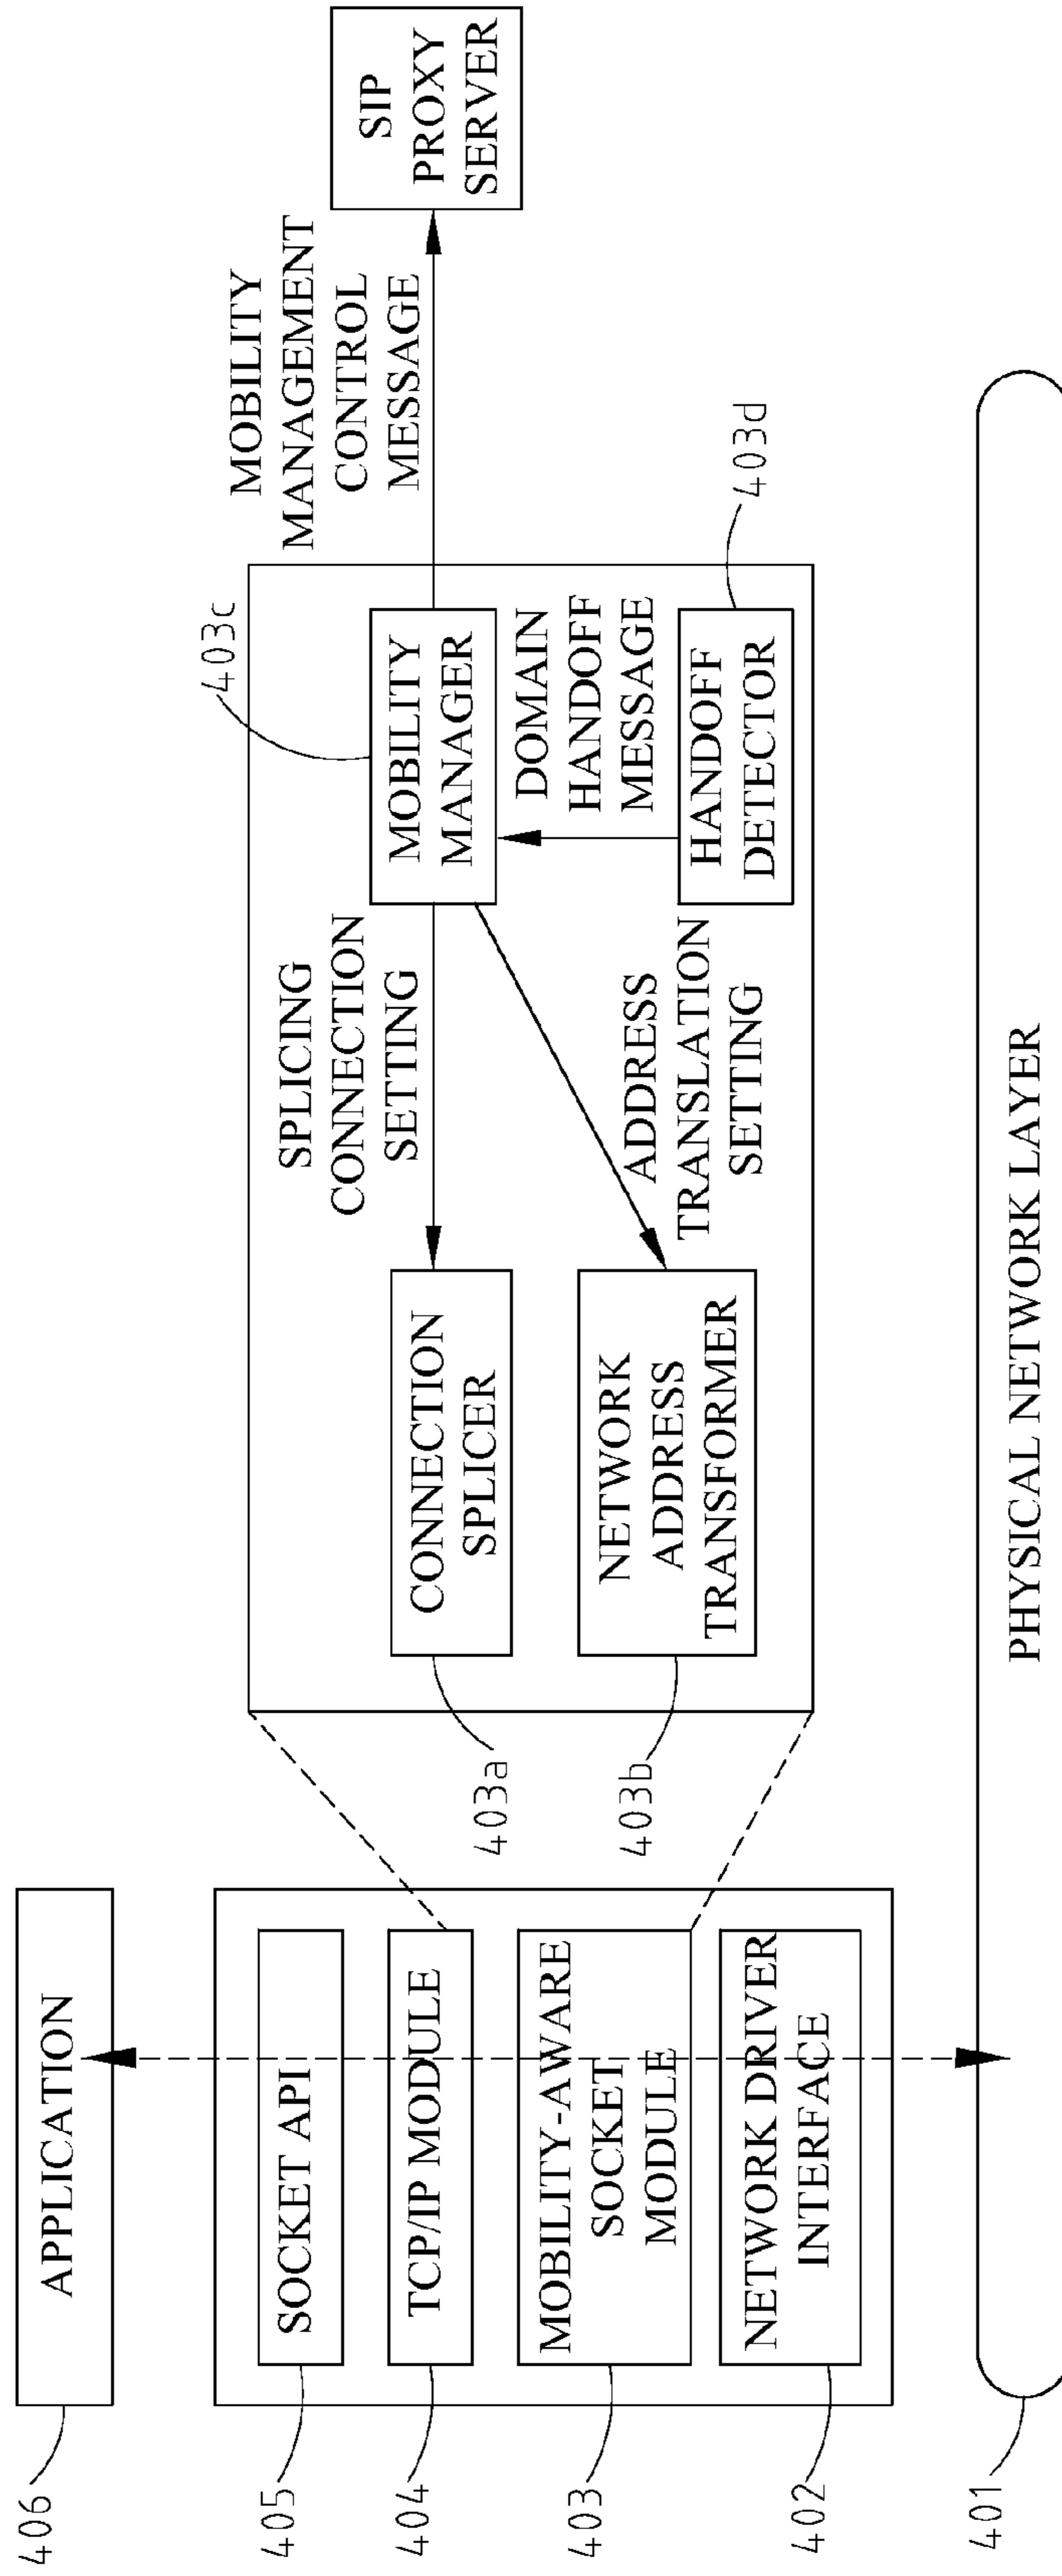 406
APPLICATION
405
SOCKET API
404
TCP/IP MODULE
403
MOBILITY-AWARE
SOCKET
MODULE
402
NETWORK DRIVER
INTERFACE
401
PHYSICAL NETWORK LAYER
403a
CONNECTION
SPLICER
403b
NETWORK
ADDRESS
TRANSFORMER
SPLICING
CONNECTION
SETTING
ADDRESS
TRANSLATION
SETTING
403c
MOBILITY
MANAGER
DOMAIN
HANDOFF
MESSAGE
HANDOFF
DETECTOR
403d
MOBILITY
MANAGEMENT
CONTROL
MESSAGE
SIP
PROXY
SERVER